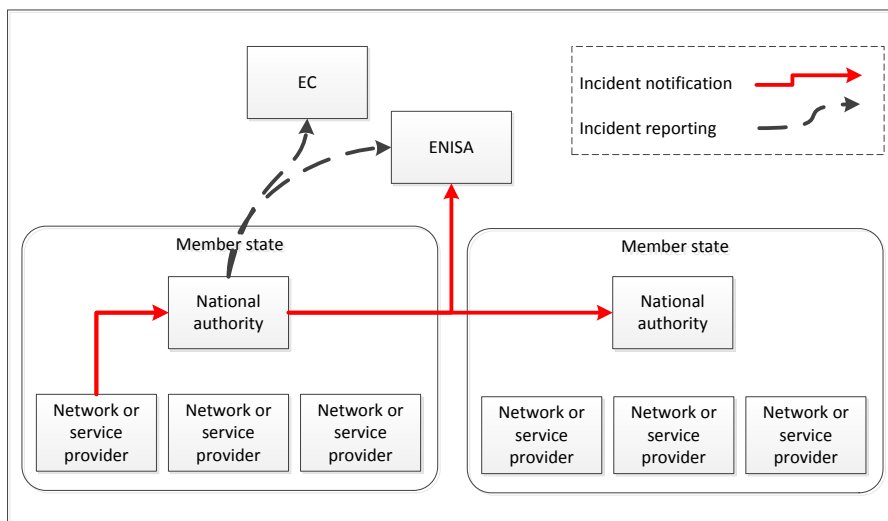 EC
Incident notification
Incident reporting
ENISA
Member state
National
authority
Network or
service
provider
Network or
service
provider
Network or
service
provider
Member state
National
authority
Network or
service
provider
Network or
service
provider
Network or
service
provider